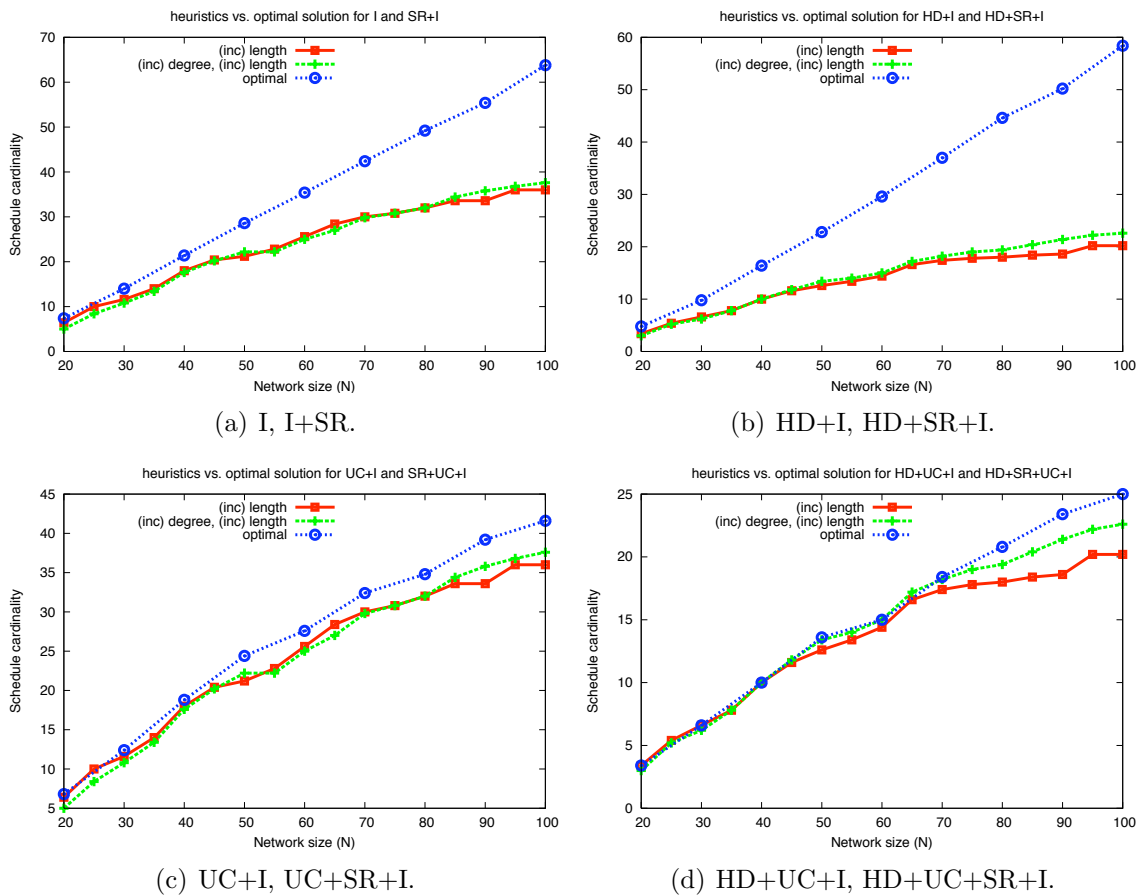 heuristics vs. optimal solution for I and SR+I
(inc) length
(inc) degree, (inc) length
optimal
Schedule cardinality
70
60
50
40
30
20
10
0
20 30 40 50 60 70 80 90 100
Network size (N)
(a) I, I+SR.
heuristics vs. optimal solution for HD+I and HD+SR+I
(inc) length
(inc) degree, (inc) length
optimal
Schedule cardinality
60
50
40
30
20
10
0
20 30 40 50 60 70 80 90 100
Network size (N)
(b) HD+I, HD+SR+I.
heuristics vs. optimal solution for UC+I and SR+UC+I
(inc) length
(inc) degree, (inc) length
optimal
Schedule cardinality
45
40
35
30
25
20
15
10
5
20 30 40 50 60 70 80 90 100
Network size (N)
(c) UC+I, UC+SR+I.
heuristics vs. optimal solution for HD+UC+I and HD+SR+UC+I
(inc) length
(inc) degree, (inc) length
optimal
Schedule cardinality
25
20
15
10
5
0
20 30 40 50 60 70 80 90 100
Network size (N)
(d) HD+UC+I, HD+UC+SR+I.